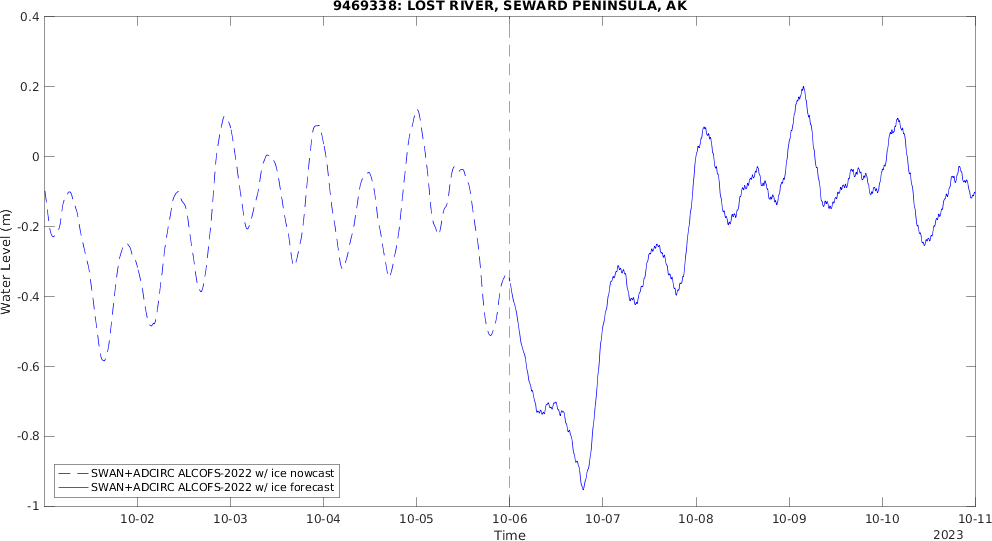 9469338: LOST RIVER, SEWARD PENINSULA, AK
0.4
0.2
0
-0.2
-0.4
-0.6
-0.8
-1
Water Level (m)
SWAN+ADCIRC ALCOFS-2022 w/ ice nowcast
SWAN+ADCIRC ALCOFS-2022 w/ ice forecast
10-02 10-03 10-04 10-05 10-06 10-07 10-08 10-09 10-10 10-11
Time
2023